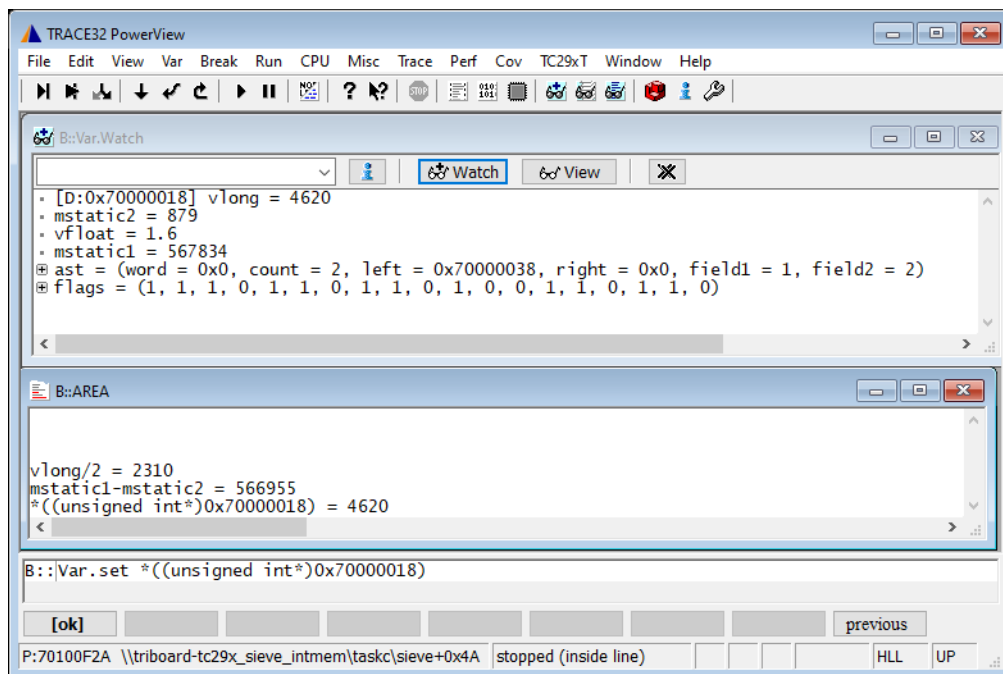 TRACE32 PowerView
File Edit View Var Break Run CPU Misc Trace Perf Cov TC29xT Window Help
B::Var.Watch
Watch View
[D:0x70000018] vlong = 4620
mstatic2 = 879
vfloat = 1.6
mstatic1 = 567834
ast = (word = 0x0, count = 2, left = 0x70000038, right = 0x0, field1 = 1, field2 = 2)
flags = (1, 1, 1, 0, 1, 1, 0, 1, 1, 0, 1, 0, 0, 1, 1, 0, 1, 1, 0)
B::AREA
vlong/2 = 2310
mstatic1-mstatic2 = 566955
*((unsigned int*)0x70000018) = 4620
B::Var.set *((unsigned int*)0x70000018)
[ok] previous
P:70100F2A \\triboard-tc29x_sieve_intmem\taskc\sieve+0x4A stopped (inside line) HLL UP